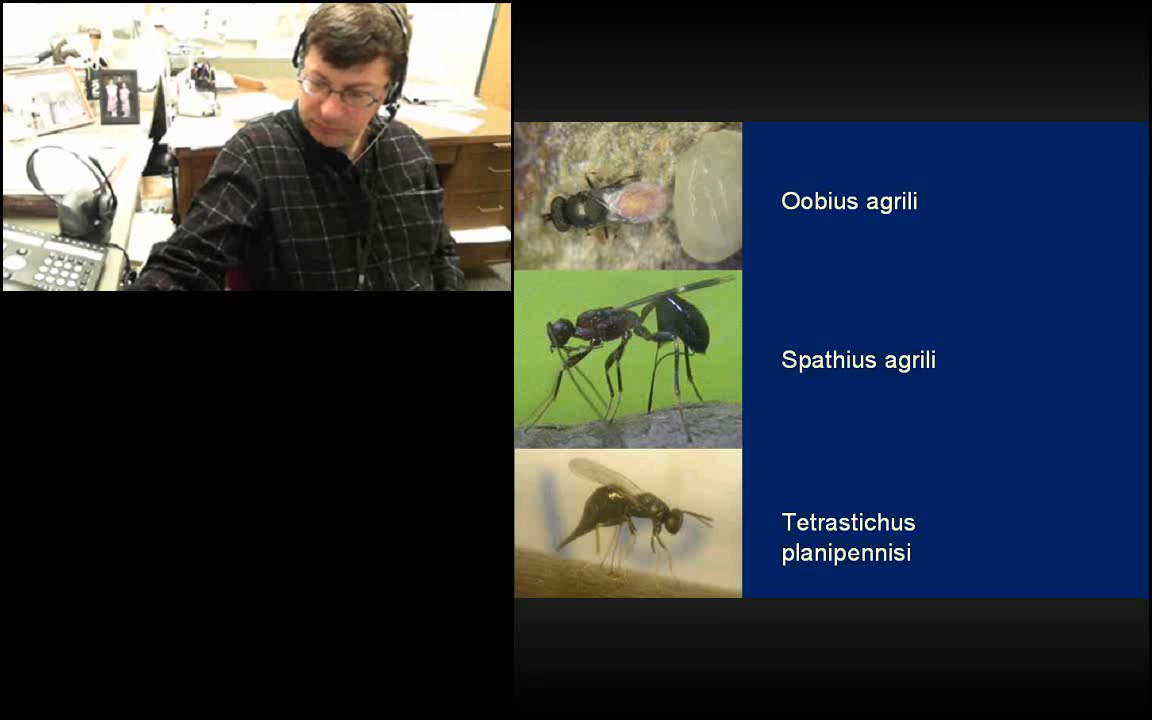 Oobius agrili
Spathius agrili
Tetrastichus
planipennisi